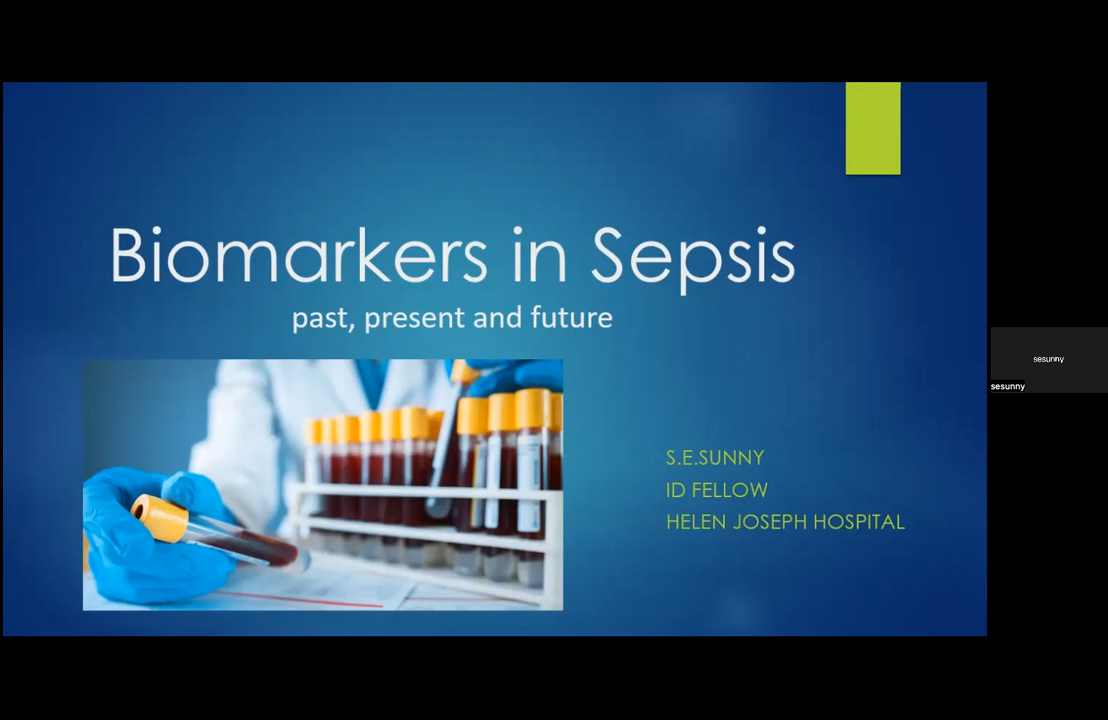 Biomarkers in Sepsis
past, present and future
S.E.SUNNY
ID FELLOW
HELEN JOSEPH HOSPITAL
sesunny
sesunny